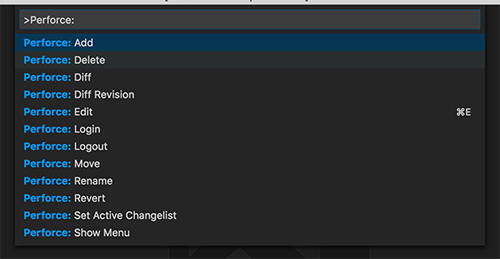 >Perforce:
Perforce: Add
Perforce: Delete
Perforce: Diff
Perforce: Diff Revision
Perforce: Edit ⌘E
Perforce: Login
Perforce: Logout
Perforce: Move
Perforce: Rename
Perforce: Revert
Perforce: Set Active Changelist
Perforce: Show Menu